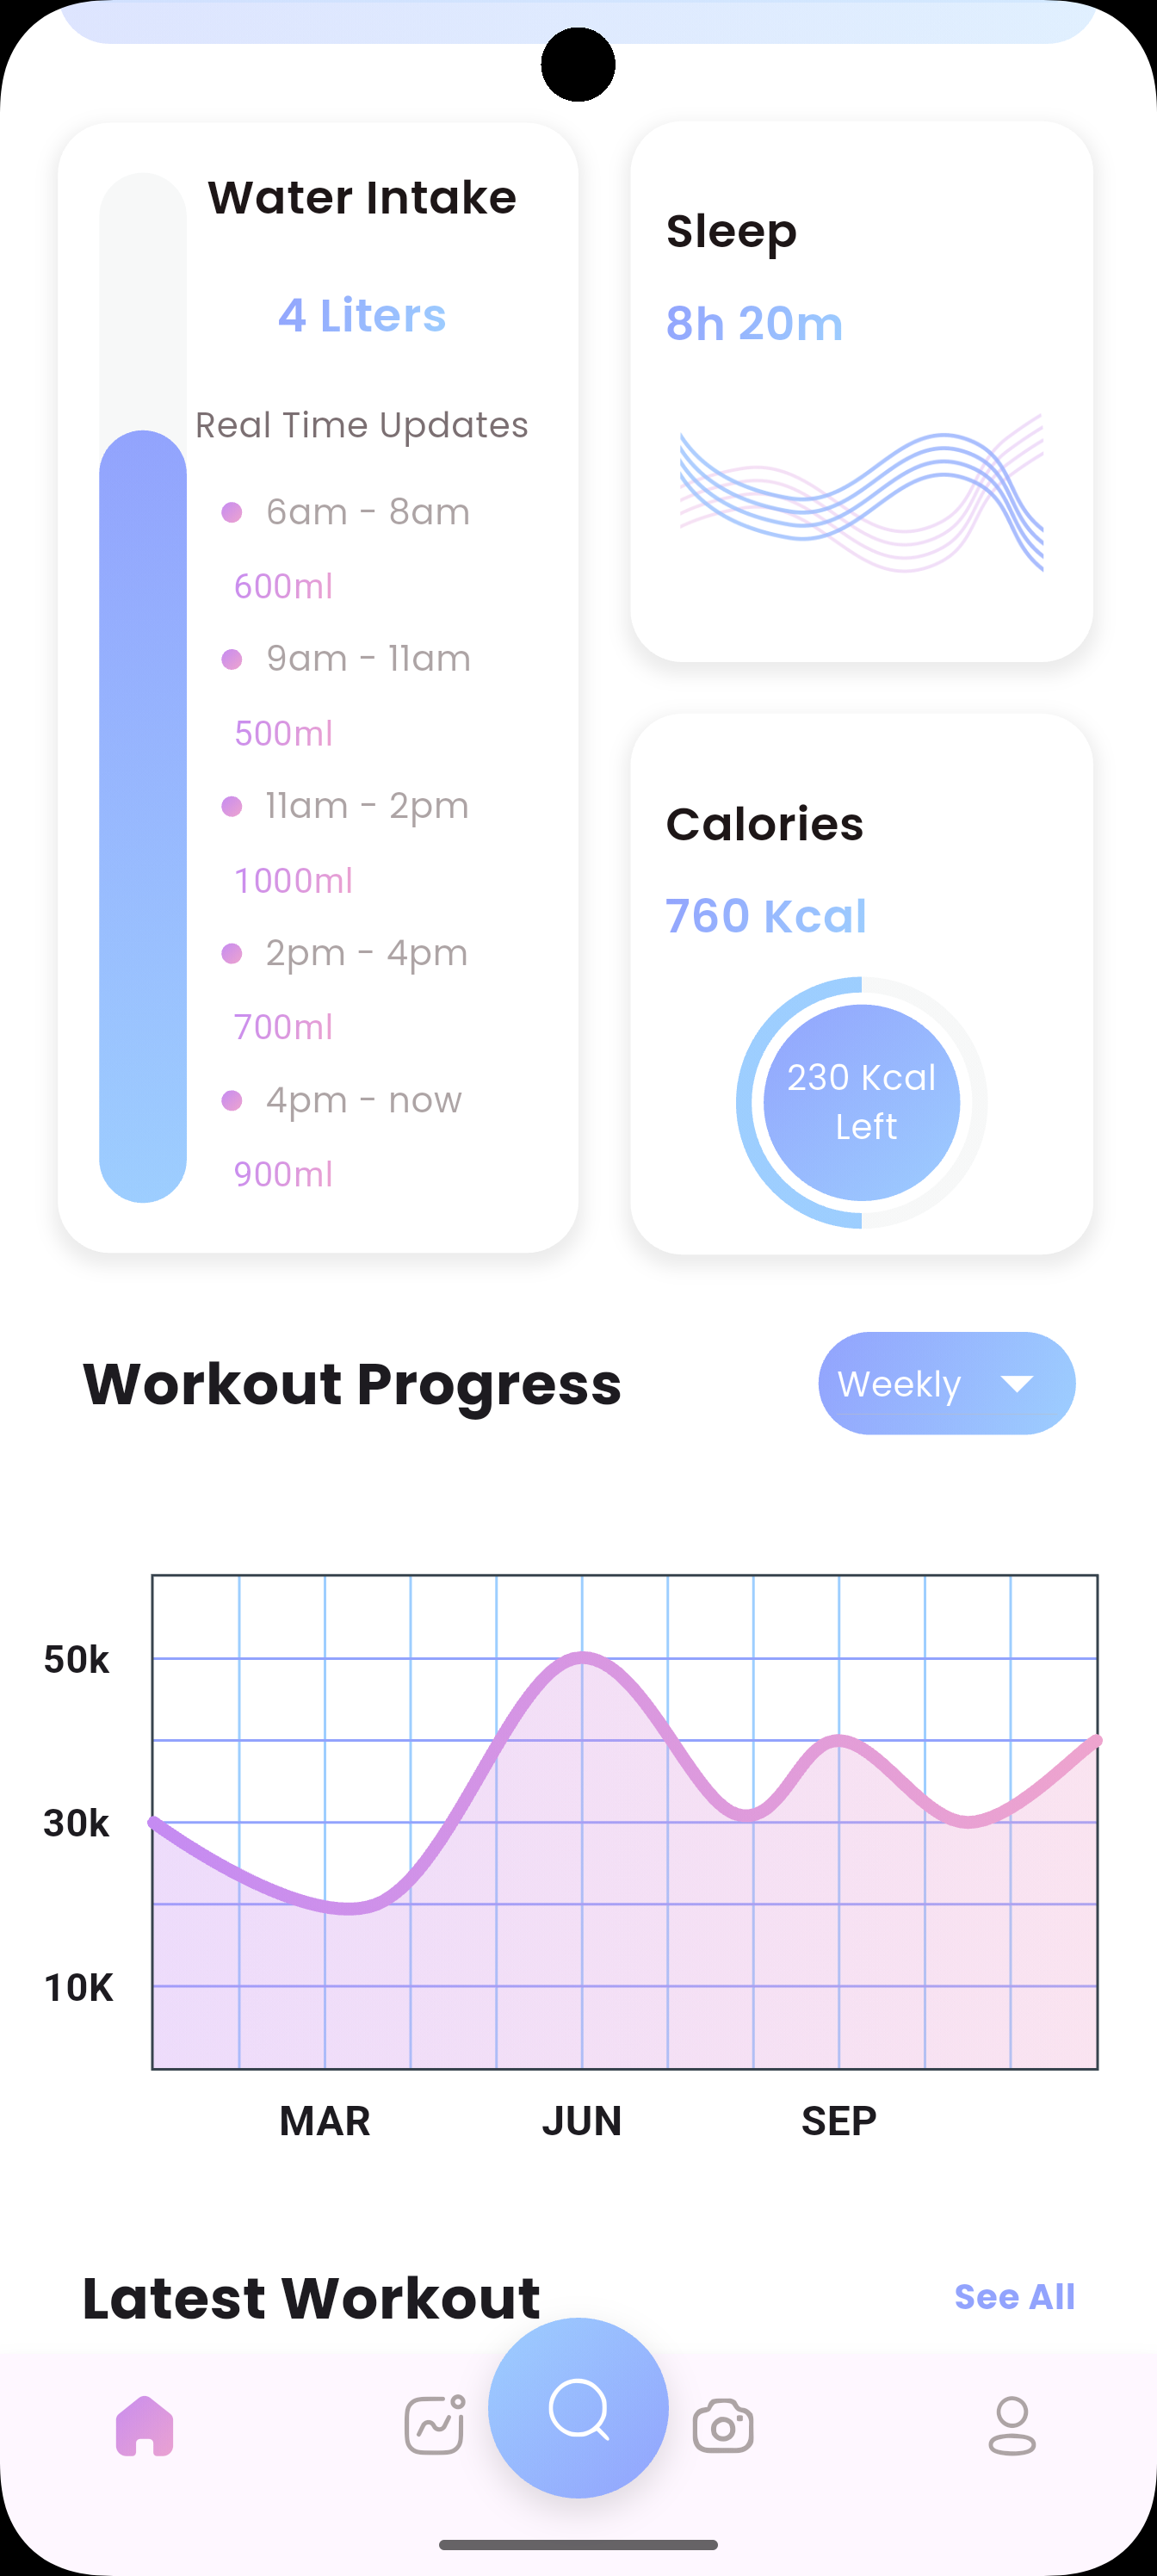 Water Intake
4 Liters
Real Time Updates
6am - 8am
600ml
9am - 11am
500ml
11am - 2pm
1000ml
2pm - 4pm
700ml
4pm - now
900ml
Sleep
8h 20m
Calories
760 Kcal
230 Kcal
Left
Workout Progress
Weekly
50k
30k
10K
MAR JUN SEP
Latest Workout
See All